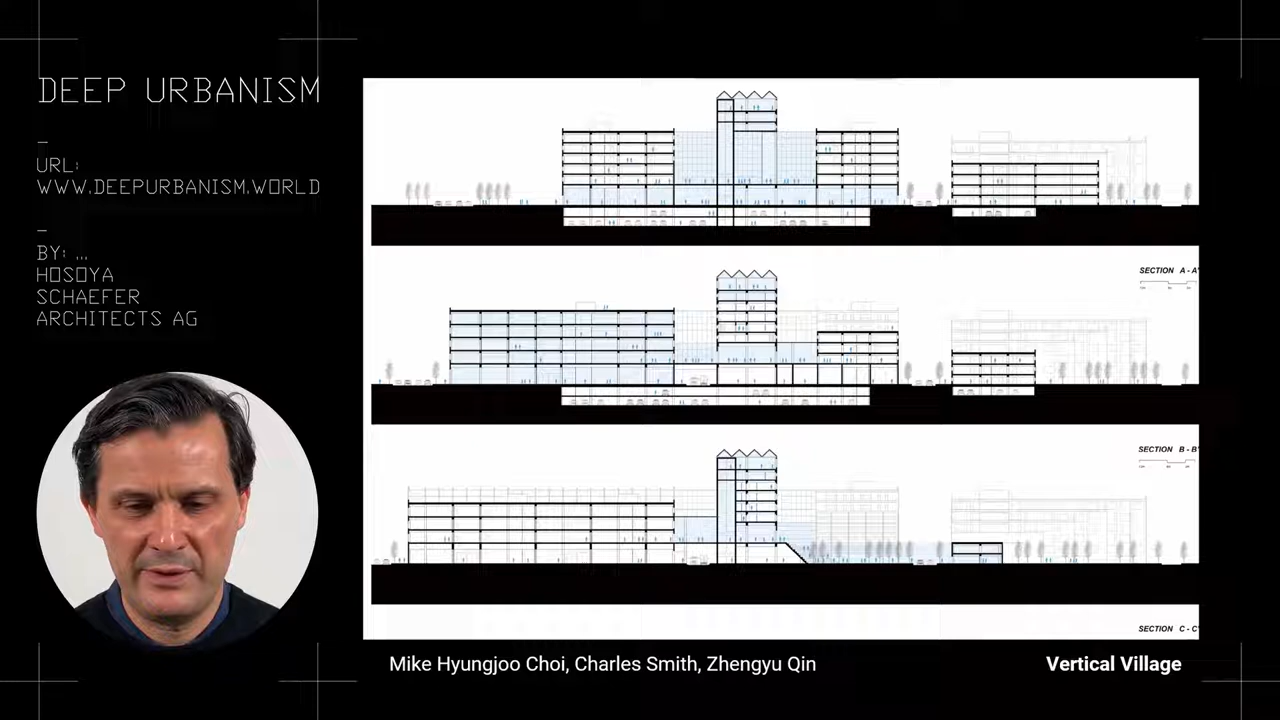 DEEP URBANISM
–
URL:
WWW.DEEPURBANISM.WORLD
–
BY: ...
HOSOYA
SCHAEFER
ARCHITECTS AG
SECTION A - A'
SECTION B - B'
SECTION C - C'
Mike Hyungjoo Choi, Charles Smith, Zhengyu Qin
Vertical Village